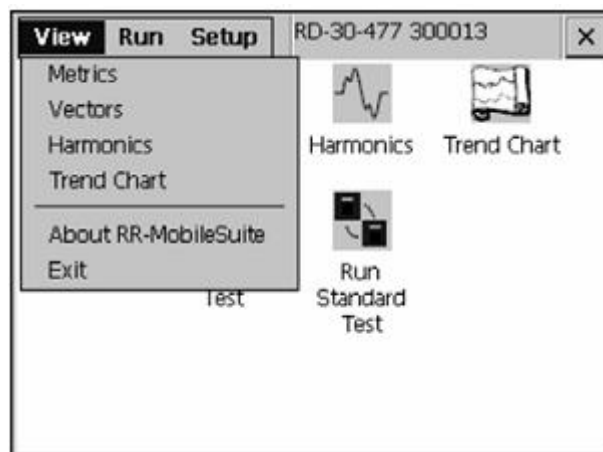 View Run Setup RD-30-477 300013
Metrics
Vectors
Harmonics
Trend Chart
About RR-MobileSuite
Exit
Harmonics Trend Chart
Test
Run
Standard
Test